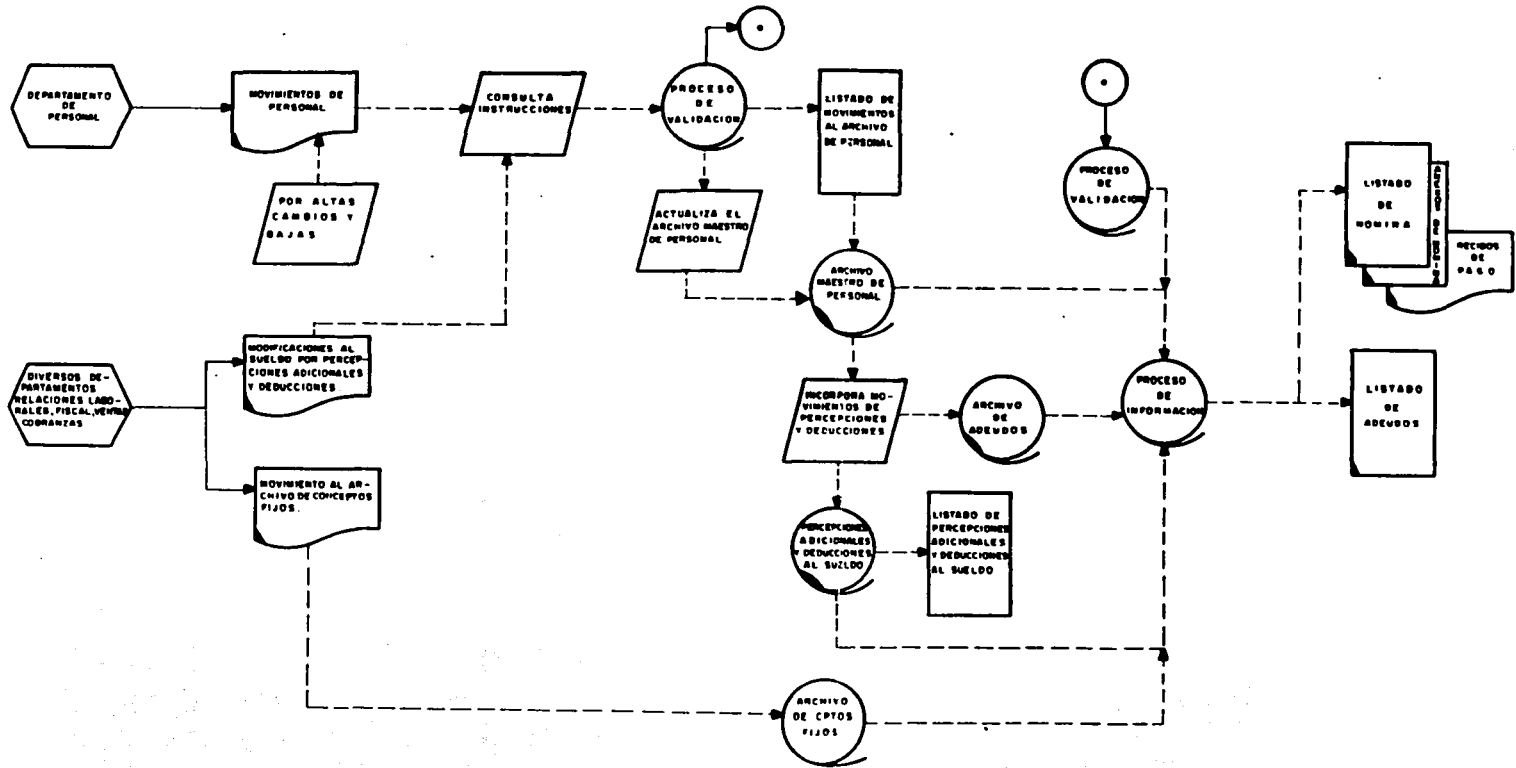 DEPARTAMENTO
DE
PERSONAL
MOVIMIENTOS DE
PERSONAL
POR ALTAS
CAMBIOS Y
BAJAS
CONSULTA
INSTRUCCIONES
PROCESO
DE
VALIDACION
LISTADO DE
MOVIMIENTOS
AL ARCHIVO
DE PERSONAL
ACTUALIZA EL
ARCHIVO MAESTRO
DE PERSONAL
ARCHIVO
MAESTRO DE
PERSONAL
PROCESO
DE
VALIDACION
LISTADO
DE
NOMINA
RECIBOS
DE
PAGO
DIVERSOS DE-
PARTAMENTOS
RELACIONES LABO-
RALES, FISCAL, VENTAS
COBRANZAS
MODIFICACIONES AL
SUELDO POR PERCEP-
CIONES ADICIONALES
Y DEDUCCIONES.
MOVIMIENTO AL AR-
CHIVO DE CONCEPTOS
FIJOS.
INCORPORA MO-
VIMIENTOS DE
PERCEPCIONES
Y DEDUCCIONES
ARCHIVO
DE
ADEUDOS
PROCESO
DE
INFORMACION
LISTADO
DE
ADEUDOS
PERCEPCIONES
ADICIONALES
Y DEDUCCIONES
AL SUELDO
LISTADO DE
PERCEPCIONES
ADICIONALES
Y DEDUCCIONES
AL SUELDO
ARCHIVO
DE CPTOS
FIJOS